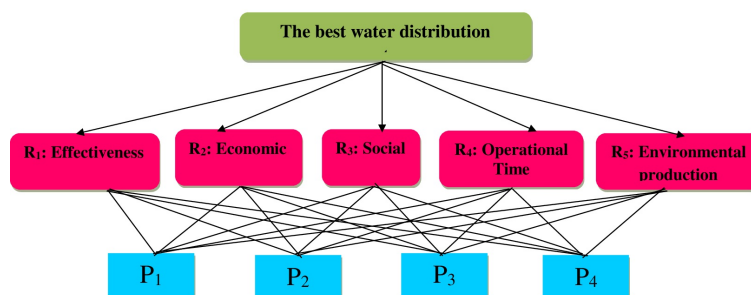 The best water distribution
R₁: Effectiveness
R₂: Economic
R₃: Social
R₄: Operational
Time
R₅: Environmental
production
P₁
P₂
P₃
P₄